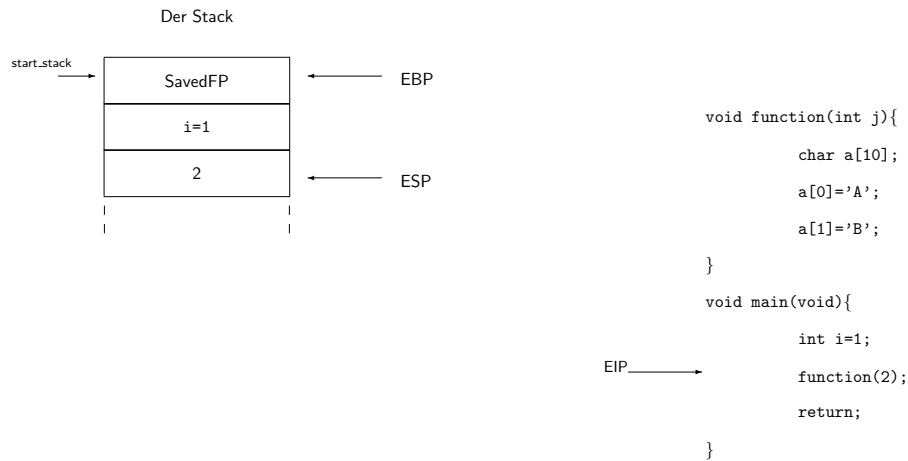 Der Stack
start_stack
SavedFP
EBP
i=1
2
ESP
void function(int j){
char a[10];
a[0]=’A’;
a[1]=’B’;
}
void main(void){
int i=1;
EIP
function(2);
return;
}